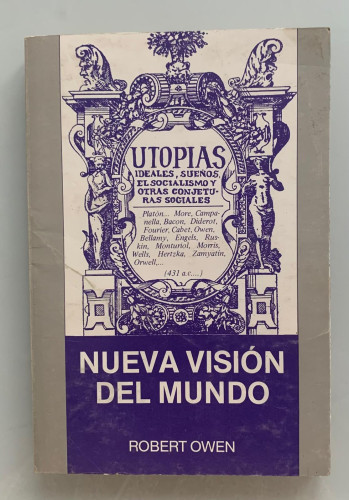 UTOPIAS
IDEALES, SUEÑOS,
EL SOCIALISMO Y
OTRAS CONJETU-
RAS SOCIALES
Platón... More, Campa-
nella, Bacon, Diderot,
Fourier, Cabet, Owen,
Bellamy, Engels, Rus-
kin, Monturiol, Morris,
Wells, Hertzka, Zamyatin,
Orwell,...
(431 a.c....)
NUEVA VISIÓN
DEL MUNDO
ROBERT OWEN